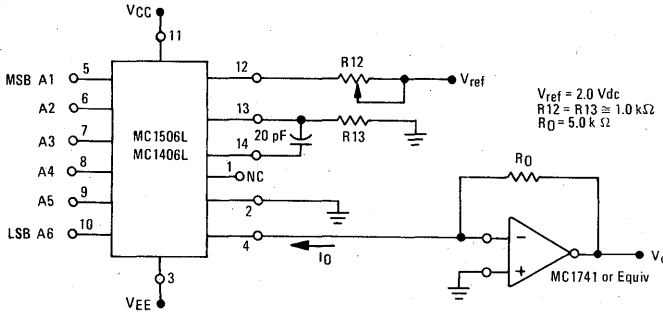 VCC
11
MSB A1 5
A2 6
A3 7
A4 8
A5 9
LSB A6 10
MC1506L
MC1406L
12
R12
Vref
13
20 pF
R13
14
1
NC
2
4
IO
3
VEE
Vref = 2.0 Vdc
R12 = R13 ≅ 1.0 kΩ
RO = 5.0 k Ω
RO
−
+
MC1741 or Equiv